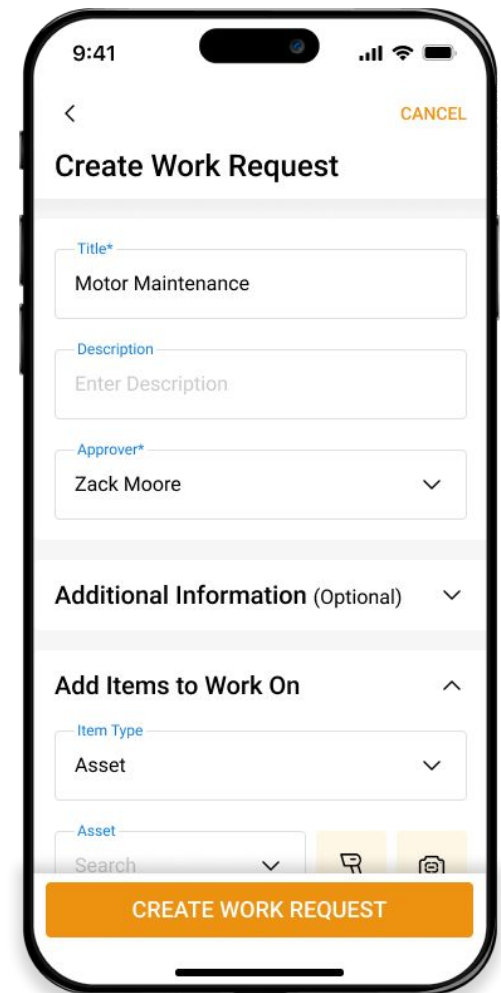 9:41
CANCEL
Create Work Request
Title*
Motor Maintenance
Description
Enter Description
Approver*
Zack Moore
Additional Information (Optional)
Add Items to Work On
Item Type
Asset
Asset
Search
CREATE WORK REQUEST